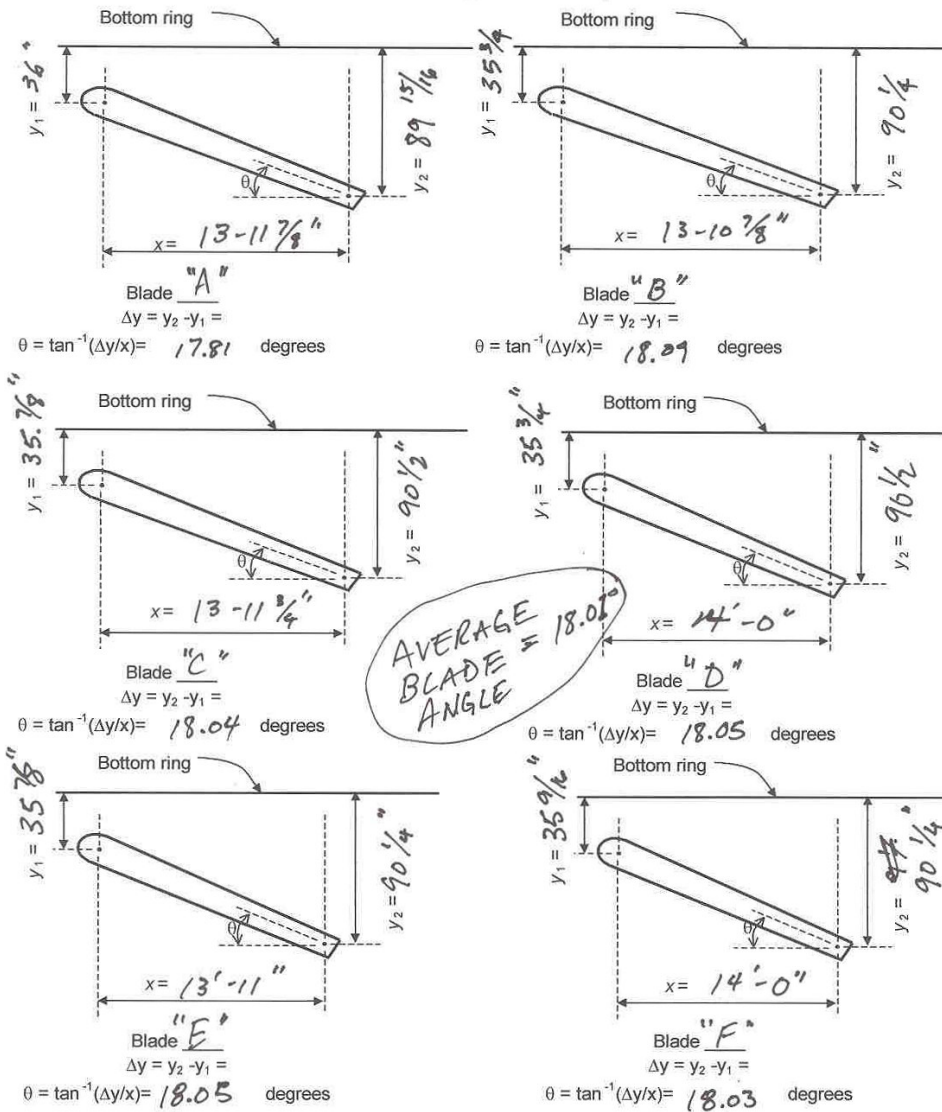 Bottom ring
y₁ = 36"
y₂ = 89 15/16
θ
x= 13-11 7/8"
Blade "A"
Δy = y₂ -y₁ =
θ = tan⁻¹(Δy/x)= 17.81 degrees
Bottom ring
y₁ = 35 3/4
y₂ = 90 1/4
θ
x= 13-10 7/8"
Blade "B"
Δy = y₂ -y₁ =
θ = tan⁻¹(Δy/x)= 18.09 degrees
Bottom ring
y₁ = 35.7/8"
y₂ = 90 1/2"
θ
x= 13-11 3/4"
Blade "C"
Δy = y₂ -y₁ =
θ = tan⁻¹(Δy/x)= 18.04 degrees
AVERAGE
BLADE = 18.01°
ANGLE
Bottom ring
y₁ = 35 3/4"
y₂ = 90 1/2"
θ
x= 14'-0"
Blade "D"
Δy = y₂ -y₁ =
θ = tan⁻¹(Δy/x)= 18.05 degrees
Bottom ring
y₁ = 35 7/8"
y₂ = 90 1/4"
θ
x= 13'-11"
Blade "E"
Δy = y₂ -y₁ =
θ = tan⁻¹(Δy/x)= 18.05 degrees
Bottom ring
y₁ = 35 9/16"
y₂ = 90 1/4"
θ
x= 14'-0"
Blade "F"
Δy = y₂ -y₁ =
θ = tan⁻¹(Δy/x)= 18.03 degrees